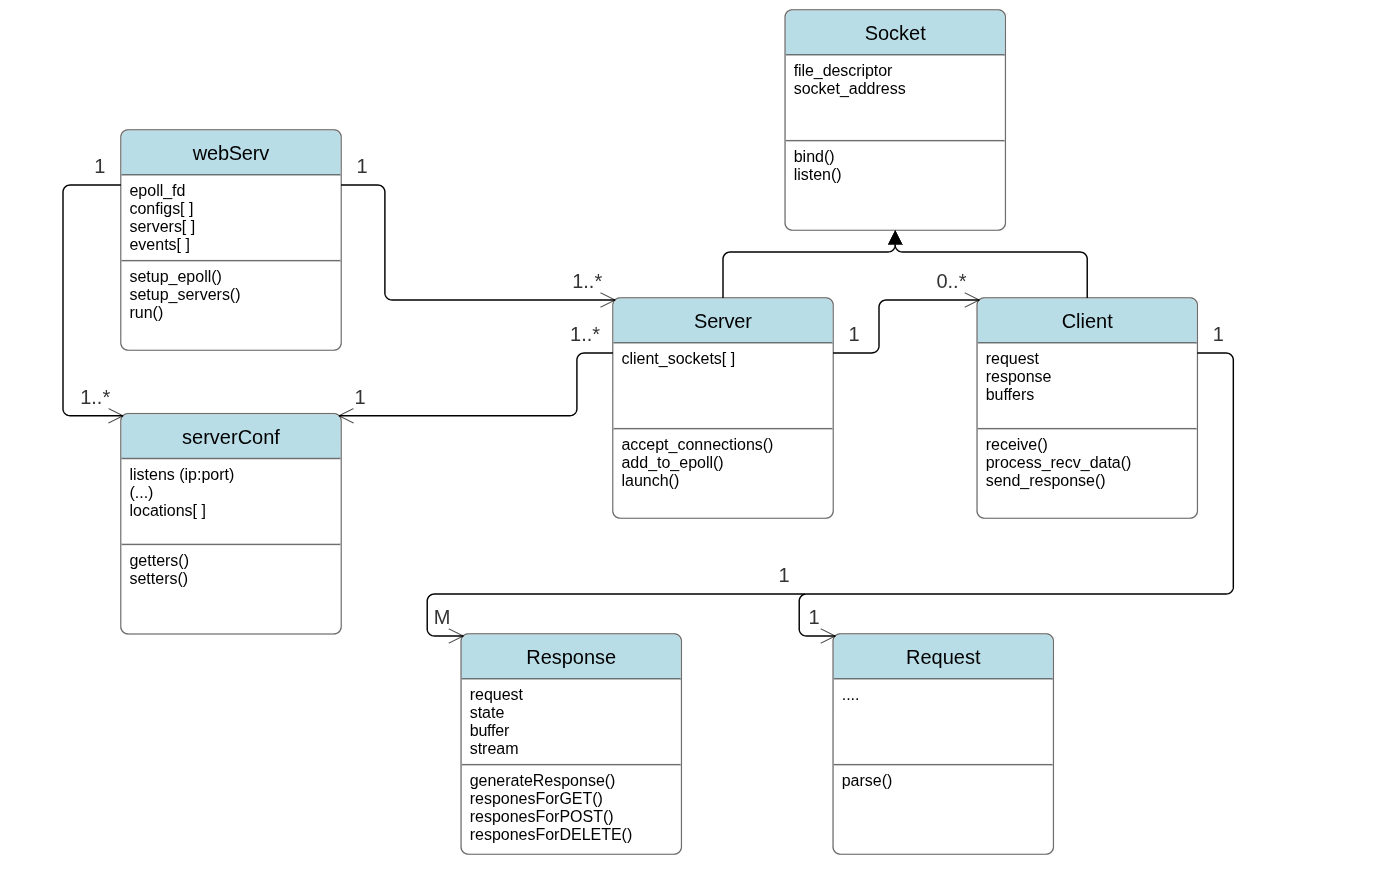 Socket
file_descriptor
socket_address
bind()
listen()
webServ
1
1
epoll_fd
configs[ ]
servers[ ]
events[ ]
setup_epoll()
setup_servers()
run()
1..*
0..*
Server
1..*
1
client_sockets[ ]
accept_connections()
add_to_epoll()
launch()
Client
1
request
response
buffers
receive()
process_recv_data()
send_response()
1..*
1
serverConf
listens (ip:port)
(...)
locations[ ]
getters()
setters()
1
M
1
Response
request
state
buffer
stream
generateResponse()
responesForGET()
responesForPOST()
responesForDELETE()
Request
....
parse()